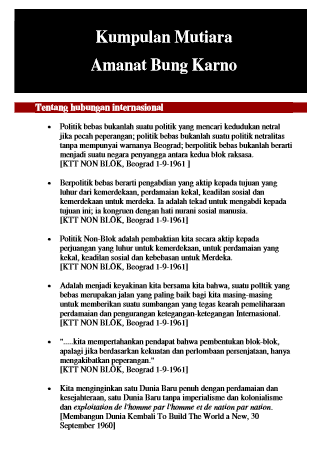 Kumpulan Mutiara
Amanat Bung Karno
Tentang hubungan internasional
• Politik bebas bukanlah suatu politik yang mencari kedudukan netral
jika pecah peperangan; politik bebas bukanlah suatu politik netralitas
tanpa mempunyai warnanya Beograd; berpolitik bebas bukanlah berarti
menjadi suatu negara penyangga antara kedua blok raksasa.
[KTT NON BLOK, Beograd 1-9-1961 ]
• Berpolitik bebas berarti pengabdian yang aktip kepada tujuan yang
luhur dari kemerdekaan, perdamaian kekal, keadilan sosial dan
kemerdekaan untuk merdeka. Ia adalah tekad untuk mengabdi kepada
tujuan ini; ia kongruen dengan hati nurani sosial manusia.
[KTT NON BLOK, Beograd 1-9-1961]
• Politik Non-Blok adalah pembaktian kita secara aktip kepada
perjuangan yang luhur untuk kemerdekaan, untuk perdamaian yang
kekal, keadilan sosial dan kebebasan untuk Merdeka.
[KTT NON BLOK, Beograd 1-9-1961]
• Adalah menjadi keyakinan kita bersama kita bahwa, suatu polltik yang
bebas merupakan jalan yang paling baik bagi kita masing-masing
untuk memberikan suatu sumbangan yang tegas kearah pemeliharaan
perdamaian dan pengurangan ketegangan-ketegangan Internasional.
[KTT NON BLOK, Beograd 1-9-1961]
• ".....kita mempertahankan pendapat bahwa pembentukan blok-blok,
apalagi jika berdasarkan kekuatan dan perlombaan persenjataan, hanya
mengakibatkan peperangan."
[KTT NON BLOK, Beograd 1-9-1961]
• Kita menginginkan satu Dunia Baru penuh dengan perdamaian dan
kesejahteraan, satu Dunia Baru tanpa imperialisme dan kolonialisme
dan exploitation de l'homme par l'homme et de nation par nation.
[Membangun Dunia Kembali To Build The World a New, 30
September 1960]